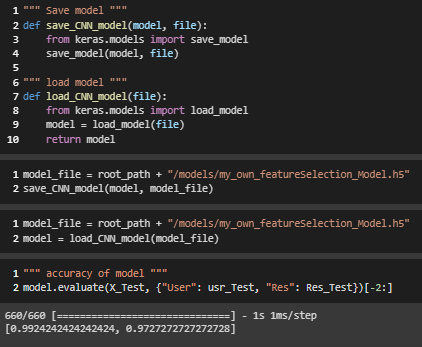 1 """ Save model """
2 def save_CNN_model(model, file):
3     from keras.models import save_model
4     save_model(model, file)
5
6 """ load model """
7 def load_CNN_model(file):
8     from keras.models import load_model
9     model = load_model(file)
10     return model
1 model_file = root_path + "/models/my_own_featureSelection_Model.h5"
2 save_CNN_model(model, model_file)
1 model_file = root_path + "/models/my_own_featureSelection_Model.h5"
2 model = load_CNN_model(model_file)
1 """ accuracy of model """
2 model.evaluate(X_Test, {"User": usr_Test, "Res": Res_Test})[-2:]
660/660 [==============================] - 1s 1ms/step
[0.9924242424242424, 0.9727272727272728]